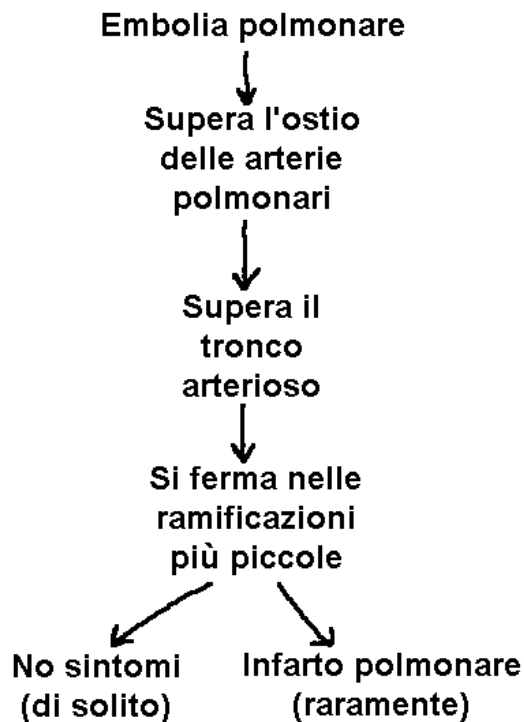 Embolia polmonare
Supera l'ostio
delle arterie
polmonari
Supera il
tronco
arterioso
Si ferma nelle
ramificazioni
più piccole
No sintomi
(di solito)
Infarto polmonare
(raramente)